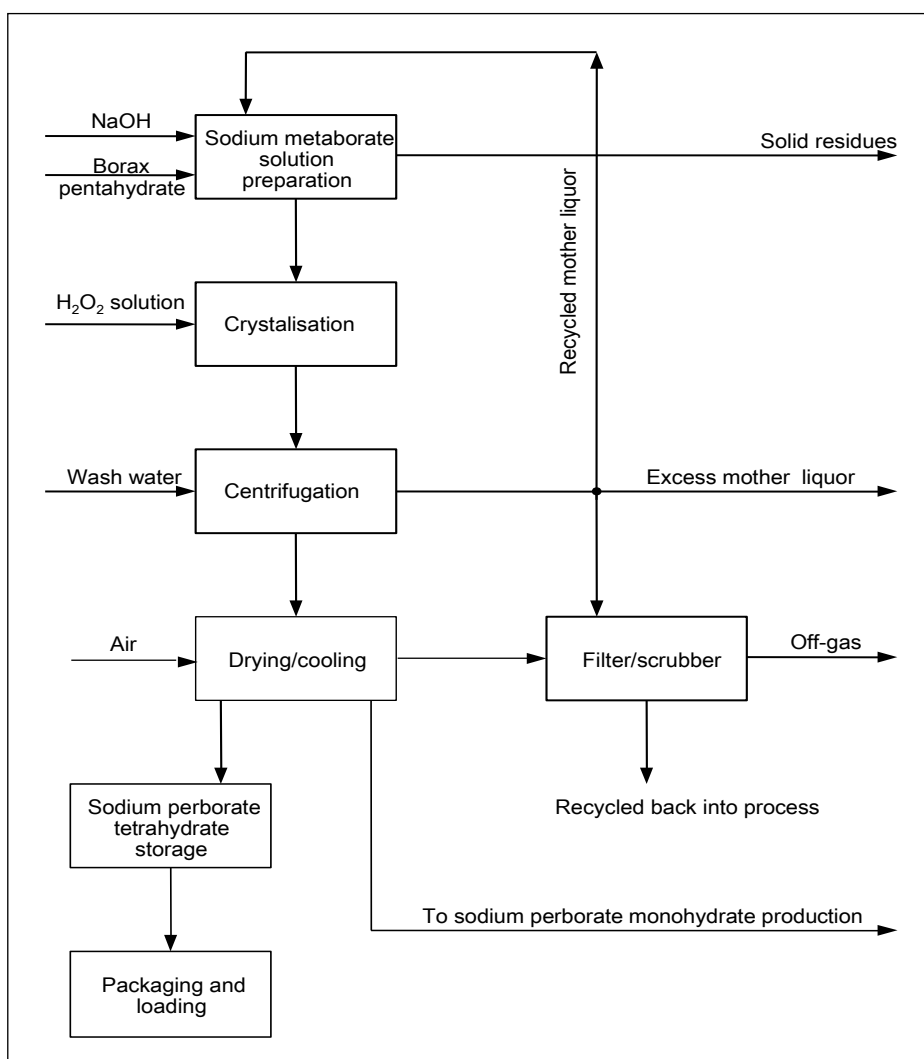 NaOH
Borax
pentahydrate
Sodium metaborate
solution
preparation
Solid residues
Recycled mother liquor
H₂O₂ solution
Crystalisation
Wash water
Centrifugation
Excess mother liquor
Air
Drying/cooling
Filter/scrubber
Off-gas
Sodium perborate
tetrahydrate
storage
Recycled back into process
To sodium perborate monohydrate production
Packaging and
loading